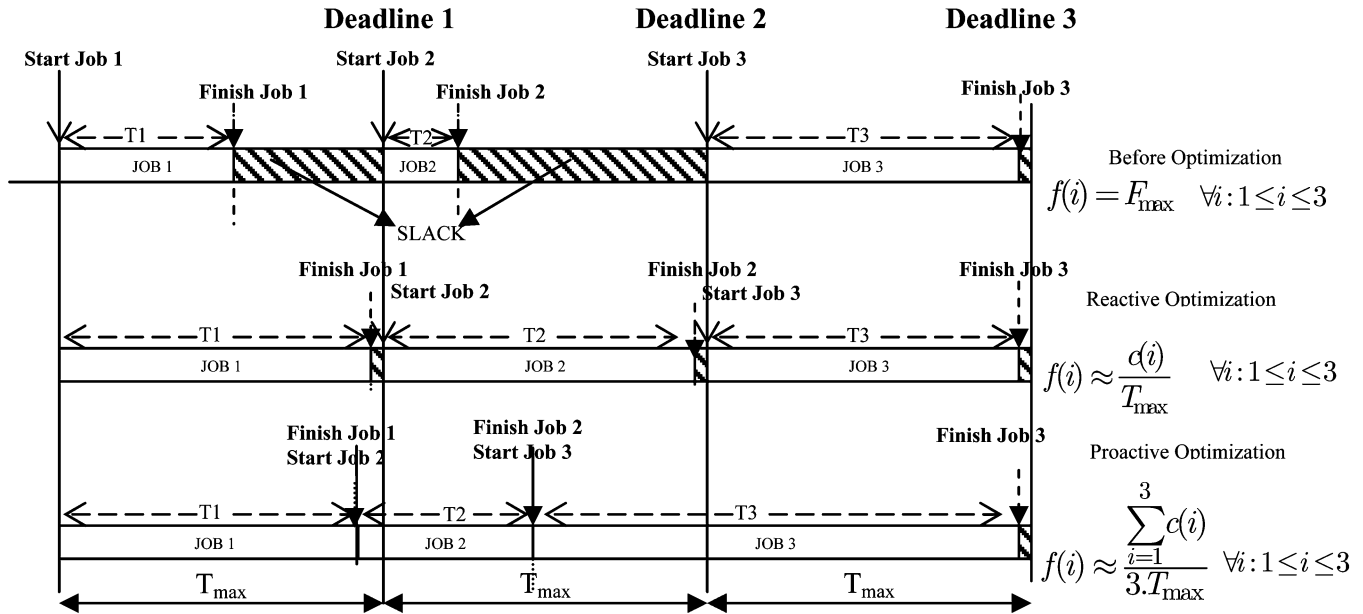 Deadline 1 Deadline 2 Deadline 3
Start Job 1 Start Job 2 Start Job 3
Finish Job 1 Finish Job 2 Finish Job 3
T1 T2 T3
JOB 1 JOB2 JOB 3
Before Optimization
f(i) = F_max ∀i : 1 ≤ i ≤ 3
SLACK
Finish Job 1 Finish Job 2 Finish Job 3
Start Job 2 Start Job 3
Reactive Optimization
T1 T2 T3
JOB 1 JOB 2 JOB 3
f(i) ≈ c(i) / T_max ∀i : 1 ≤ i ≤ 3
Finish Job 1 Finish Job 2 Finish Job 3
Start Job 2 Start Job 3
Proactive Optimization
T1 T2 T3
JOB 1 JOB 2 JOB 3
f(i) ≈ ∑_{i=1}^{3} c(i) / 3.T_max ∀i : 1 ≤ i ≤ 3
T_max T_max T_max